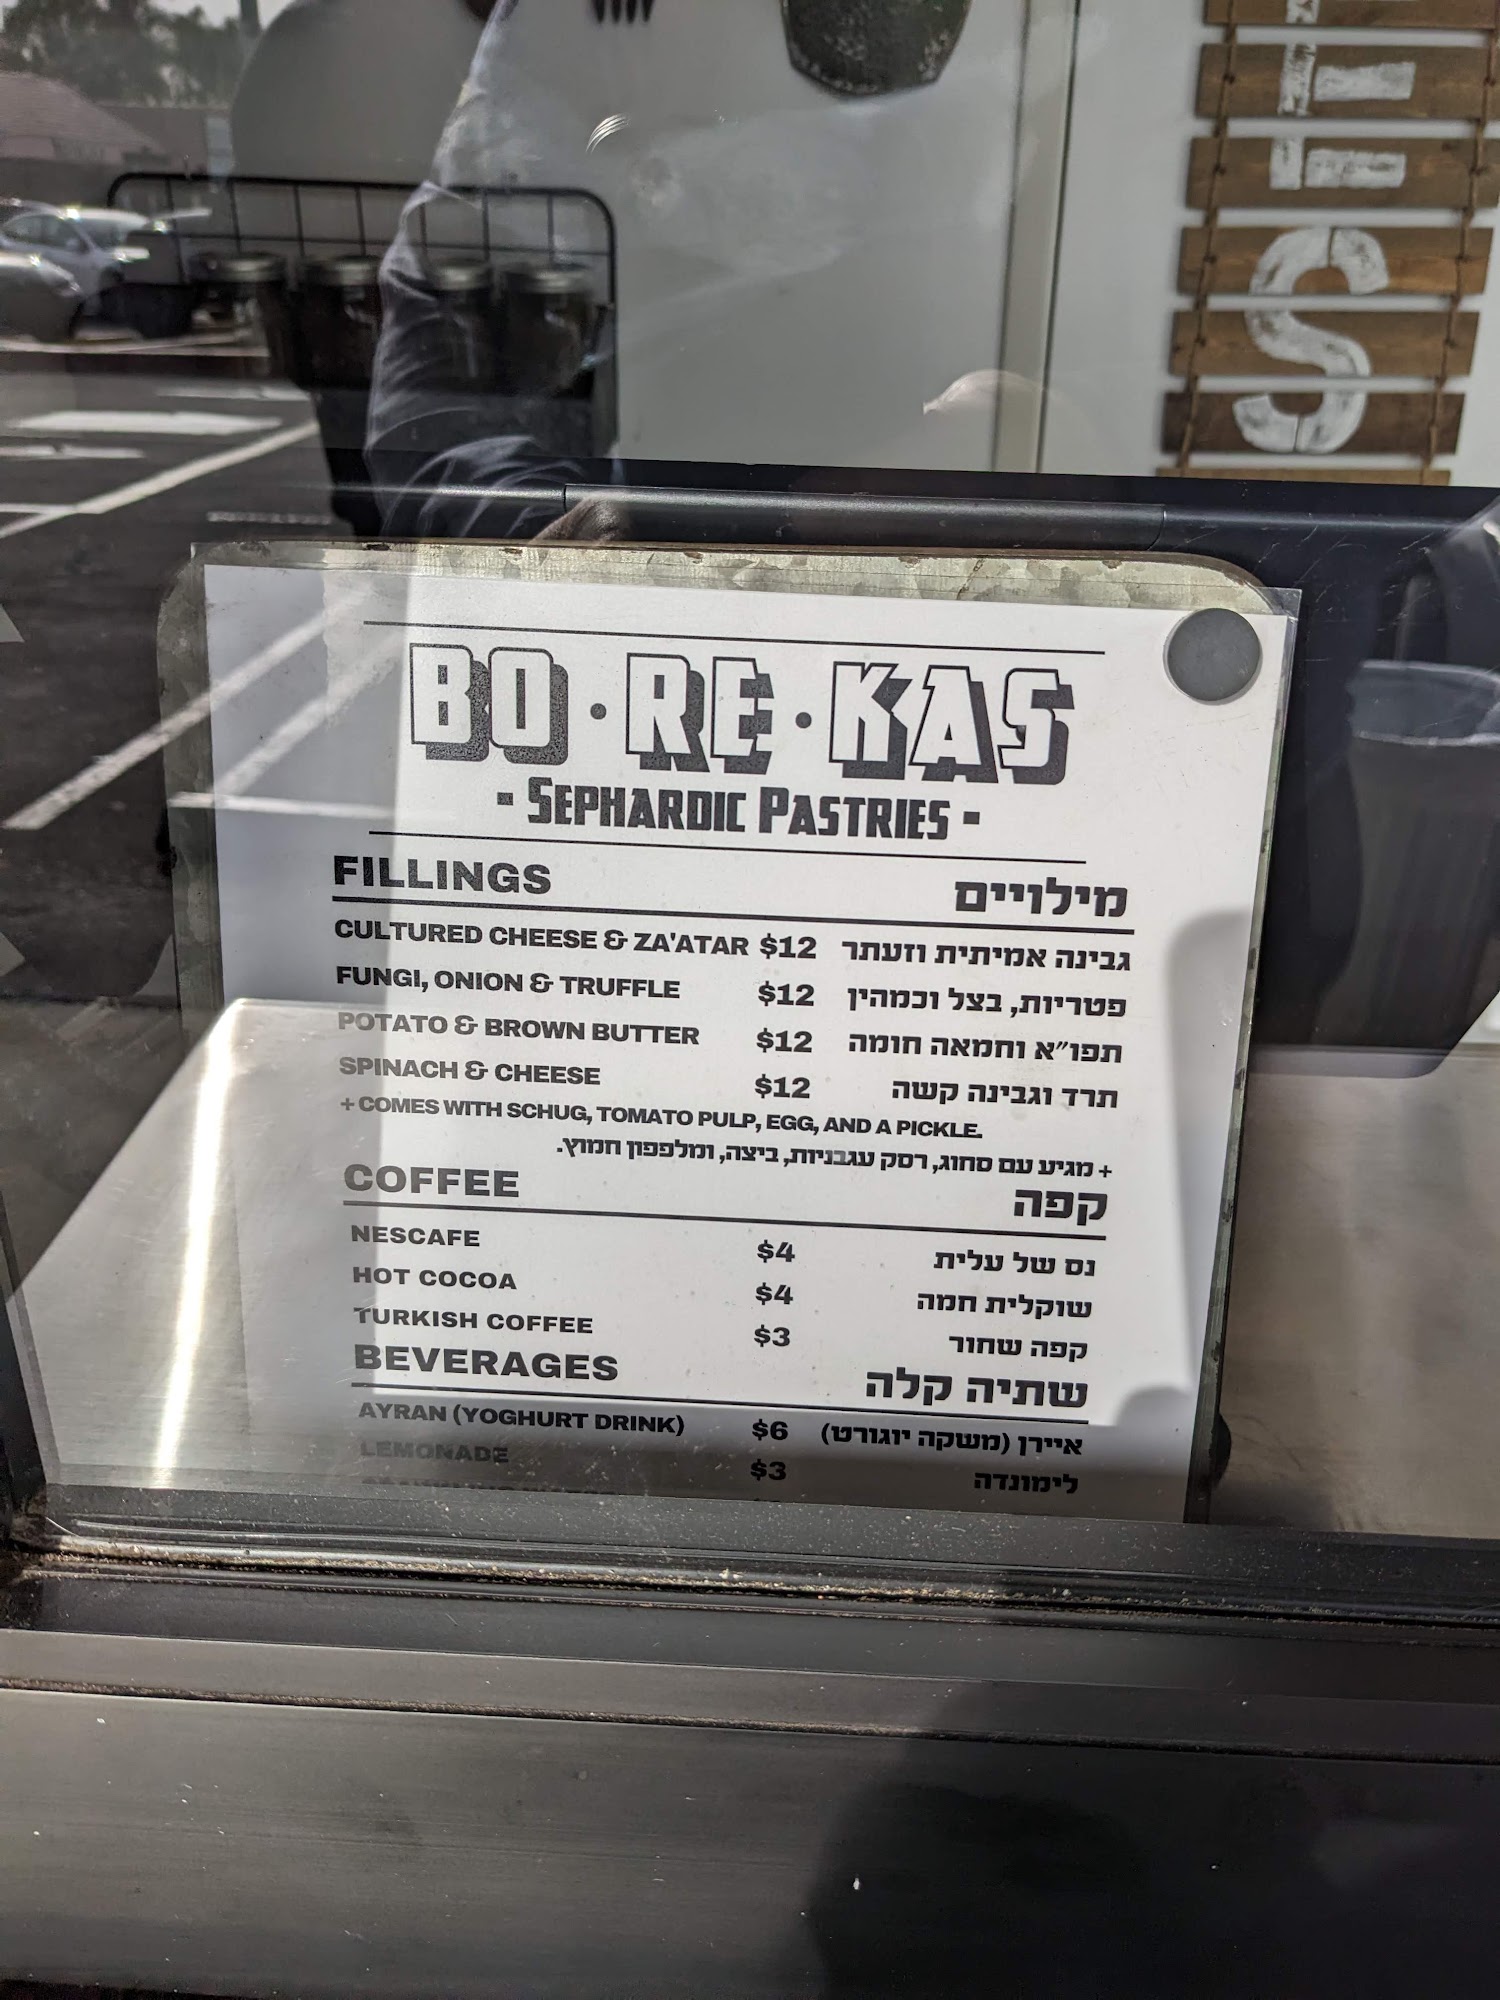 BO·RE·KAS
- SEPHARDIC PASTRIES -
FILLINGS מילויים
CULTURED CHEESE & ZA'ATAR $12 גבינה אמיתית וזעתר
FUNGI, ONION & TRUFFLE $12 פטריות, בצל וכמהין
POTATO & BROWN BUTTER $12 תפו״א וחמאה חומה
SPINACH & CHEESE $12 תרד וגבינה קשה
+ COMES WITH SCHUG, TOMATO PULP, EGG, AND A PICKLE.
+ מגיע עם סחוג, רסק עגבניות, ביצה, ומלפפון חמוץ.
COFFEE קפה
NESCAFE $4 נס של עלית
HOT COCOA $4 שוקלית חמה
TURKISH COFFEE $3 קפה שחור
BEVERAGES שתיה קלה
AYRAN (YOGHURT DRINK) $6 איירן (משקה יוגורט)
LEMONADE $3 לימונדה